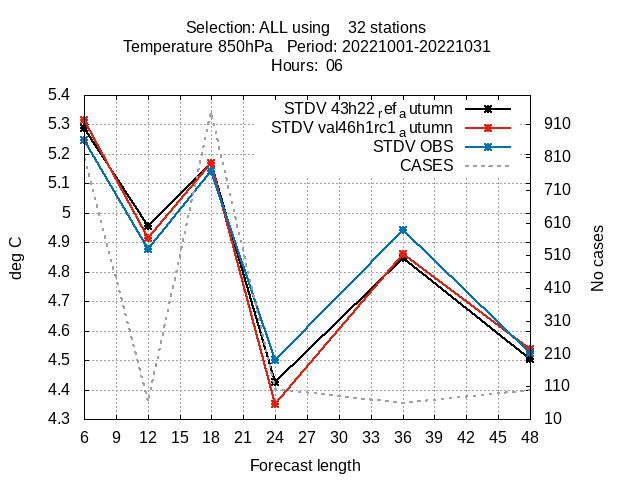 Selection: ALL using    32 stations
Temperature 850hPa   Period: 20221001-20221031
Hours:  06
STDV 43h22refautumn
STDV val46h1rc1autumn
STDV OBS
CASES
5.4
5.3
5.2
5.1
5
4.9
4.8
4.7
4.6
4.5
4.4
4.3
deg C
910
810
710
610
510
410
310
210
110
10
No cases
6 9 12 15 18 21 24 27 30 33 36 39 42 45 48
Forecast length